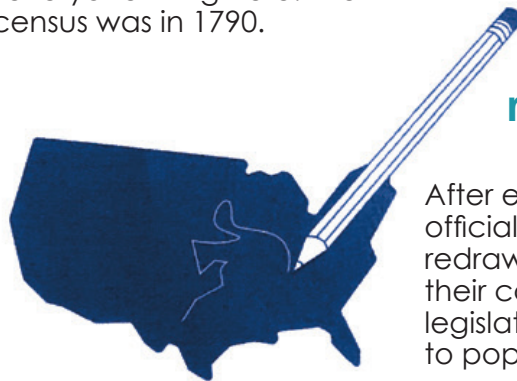 census was in 1790.
After e
official
redraw
their co
legislat
to pop